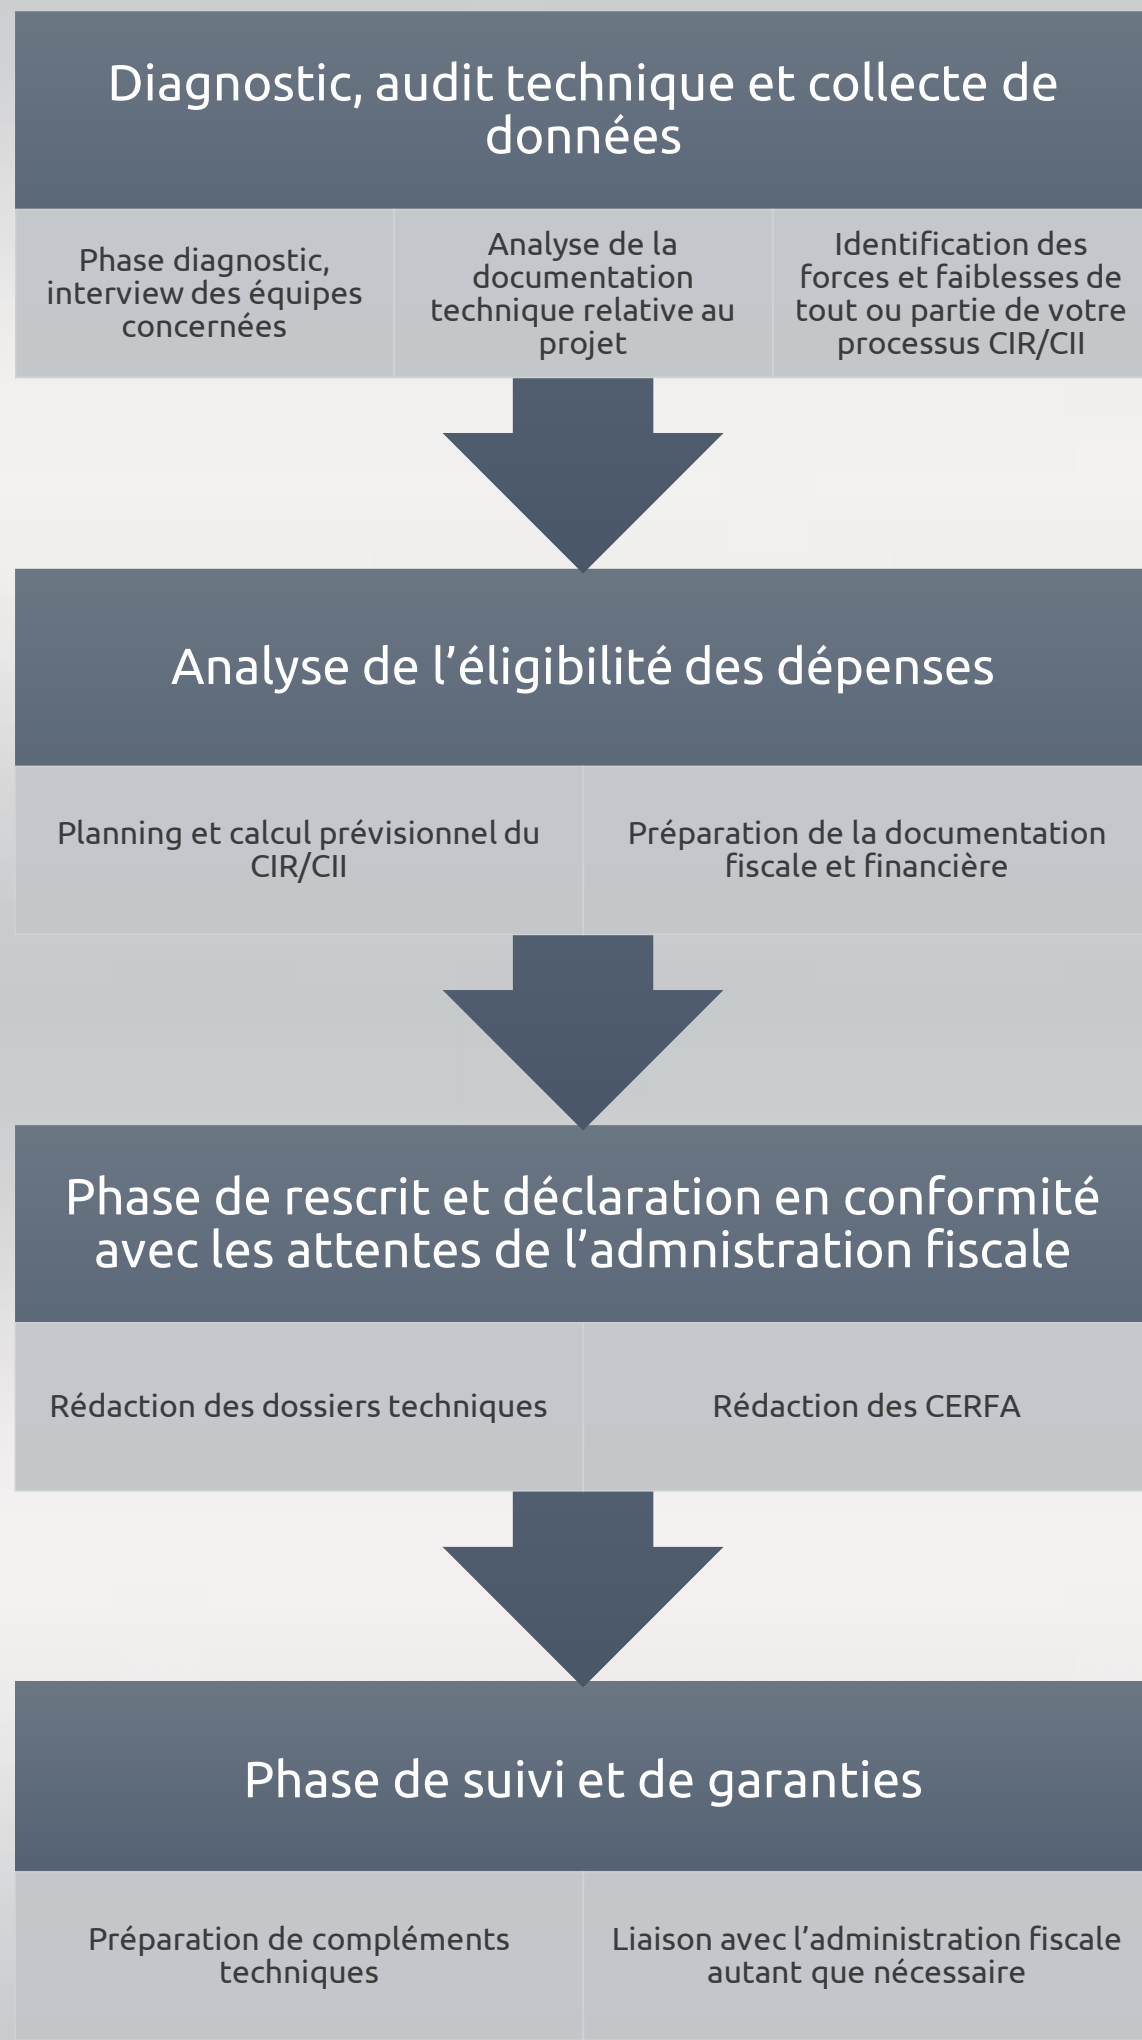 Diagnostic, audit technique et collecte de
données
Phase diagnostic,
interview des équipes
concernées
Analyse de la
documentation
technique relative au
projet
Identification des
forces et faiblesses de
tout ou partie de votre
processus CIR/CII
Analyse de l’éligibilité des dépenses
Planning et calcul prévisionnel du
CIR/CII
Préparation de la documentation
fiscale et financière
Phase de rescrit et déclaration en conformité
avec les attentes de l’admnistration fiscale
Rédaction des dossiers techniques
Rédaction des CERFA
Phase de suivi et de garanties
Préparation de compléments
techniques
Liaison avec l’administration fiscale
autant que nécessaire